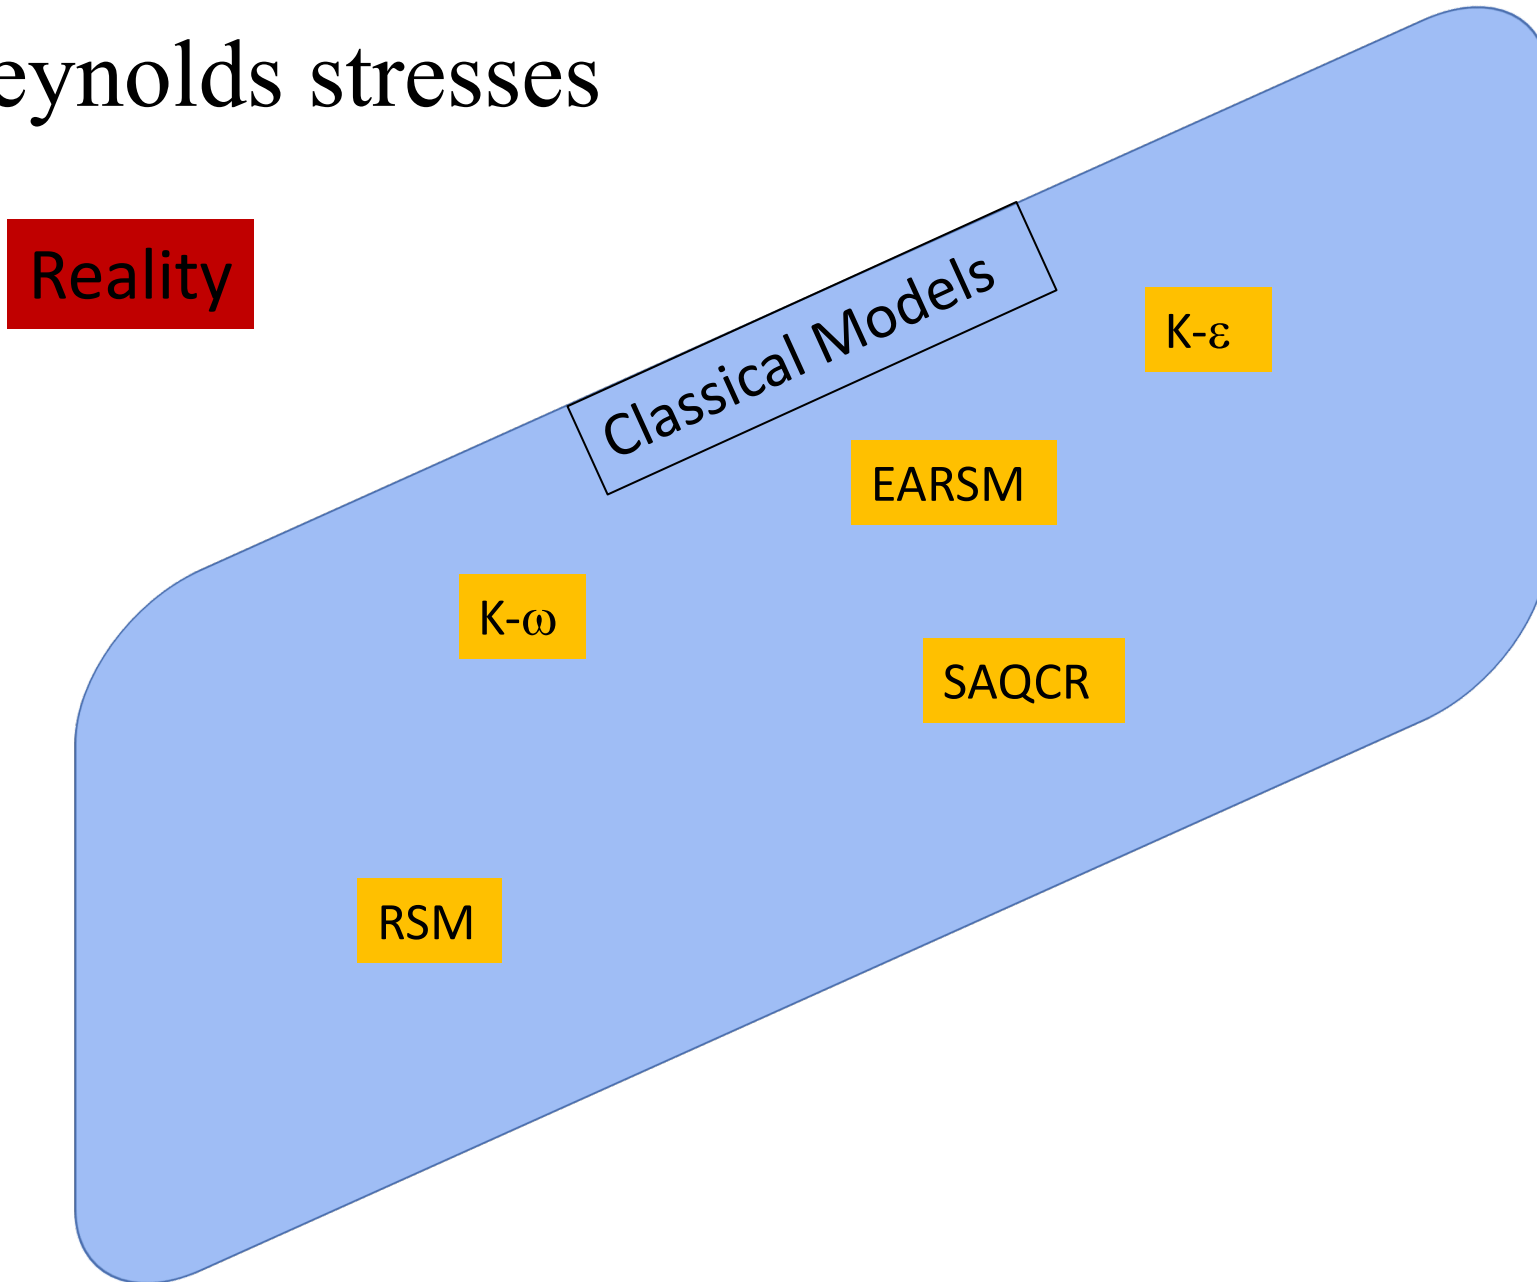 eynolds stresses
Reality
Classical Models
K-ε
EARSM
K-ω
SAQCR
RSM